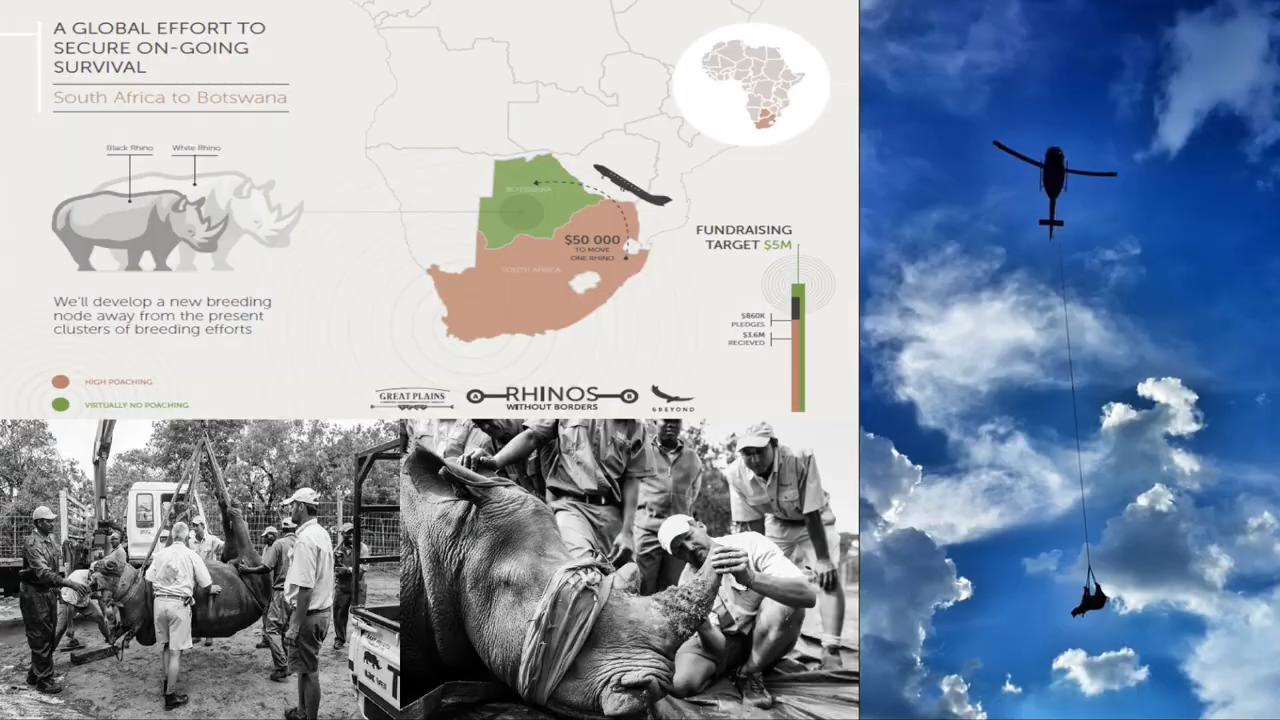 A GLOBAL EFFORT TO
SECURE ON-GOING
SURVIVAL
South Africa to Botswana
Black Rhino
White Rhino
We'll develop a new breeding
node away from the present
clusters of breeding efforts
HIGH POACHING
VIRTUALLY NO POACHING
BOTSWANA
$50 000
TO MOVE
ONE RHINO
SOUTH AFRICA
FUNDRAISING
TARGET $5M
$860K
PLEDGES
$3.6M
RECIEVED
GREAT PLAINS
A RHINOS B
WITHOUT BORDERS
&BEYOND